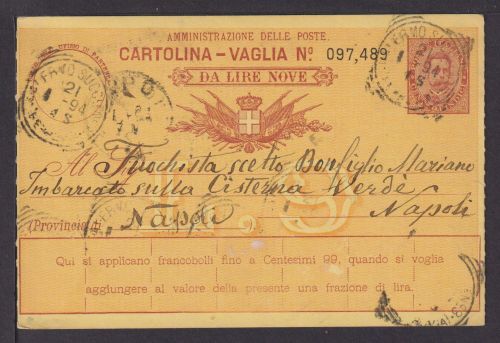 AMMINISTRAZIONE DELLE POSTE.
CARTOLINA-VAGLIA Nº 097,489
DA LIRE NOVE
Al Fuochista scelto Bonfiglio Mariano
Imbarcato sulla Cisterna Verde
Napoli
(Provincia di Napoli
Qui si applicano francobolli fino a Centesimi 99, quando si voglia
aggiungere al valore della presente una frazione di lira.